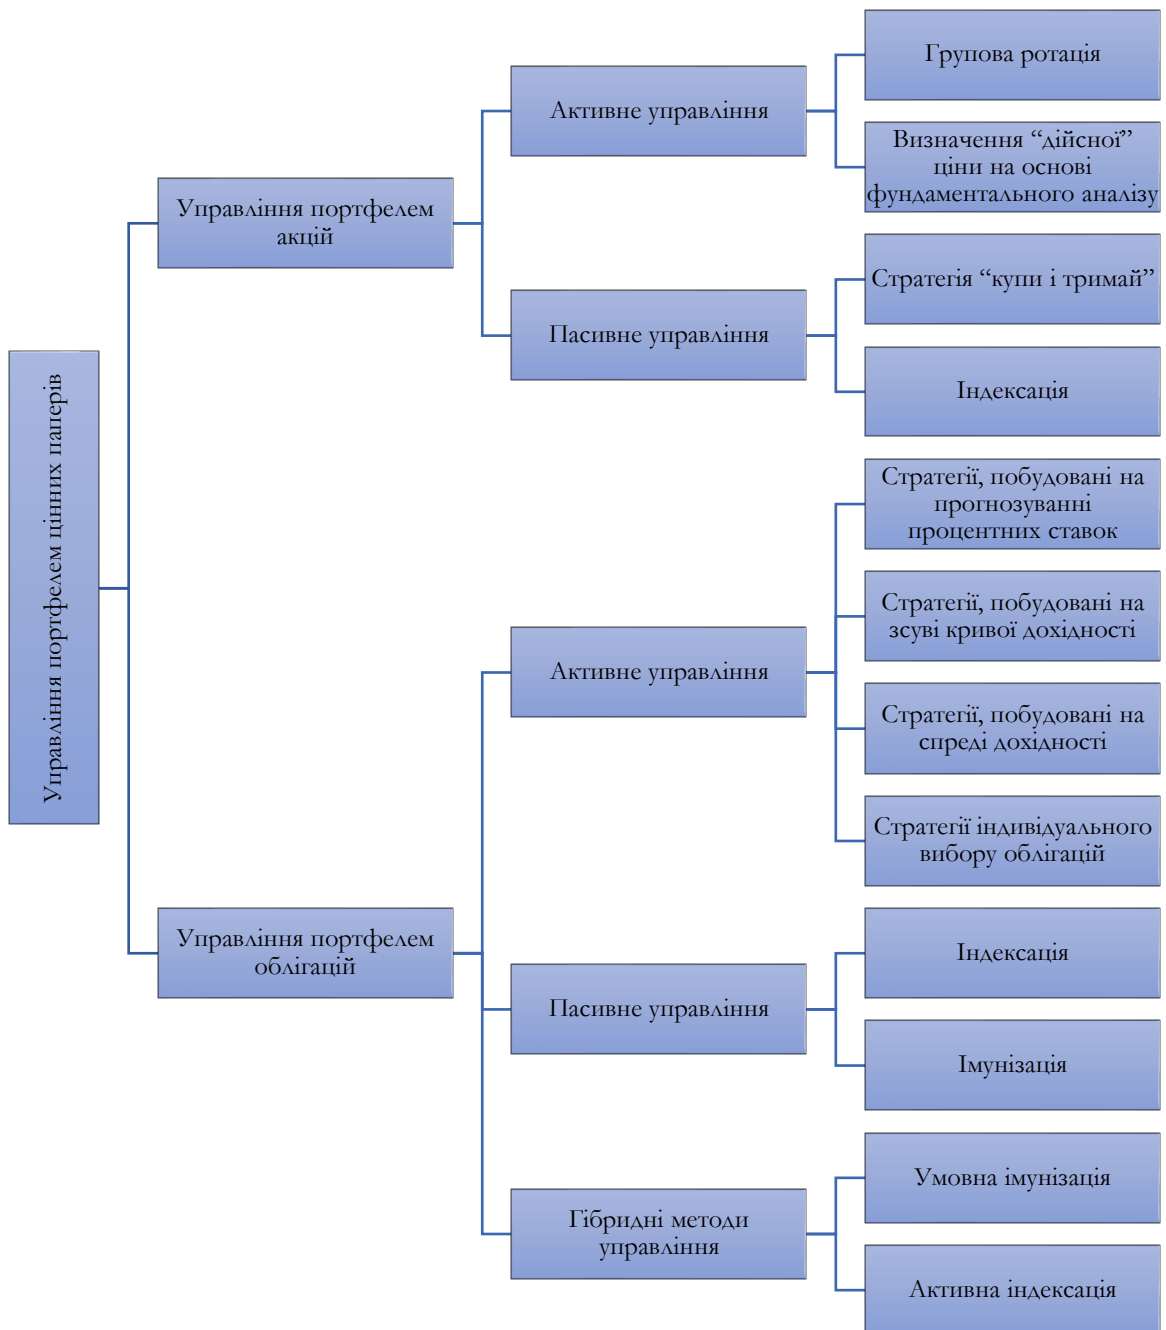 Управління портфелем цінних паперів
Управління портфелем
акцій
Активне управління
Групова ротація
Визначення “дійсної”
ціни на основі
фундаментального аналізу
Пасивне управління
Стратегія “купи і тримай”
Індексація
Управління портфелем
облігацій
Активне управління
Стратегії, побудовані на
прогнозуванні
процентних ставок
Стратегії, побудовані на
зсуві кривої дохідності
Стратегії, побудовані на
спреді дохідності
Стратегії індивідуального
вибору облігацій
Пасивне управління
Індексація
Імунізація
Гібридні методи
управління
Умовна імунізація
Активна індексація